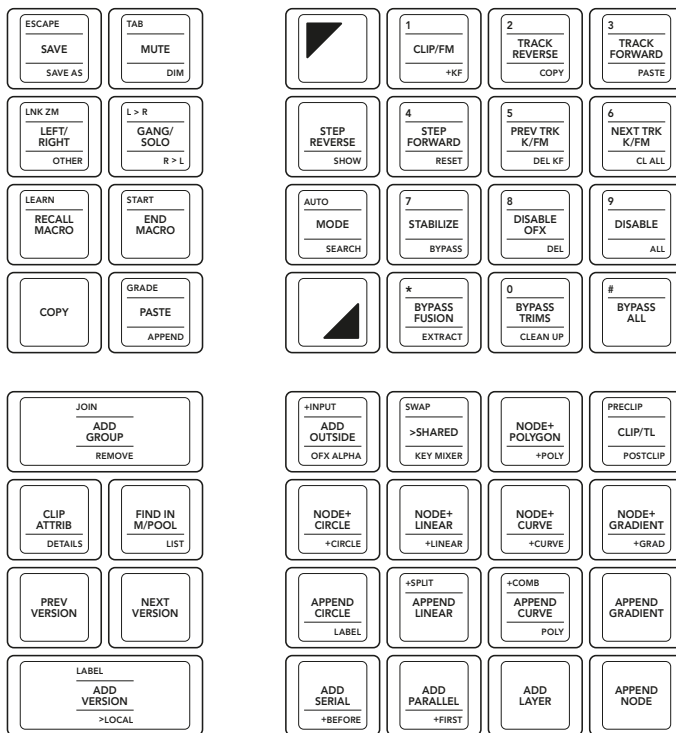 ESCAPE
SAVE
SAVE AS
TAB
MUTE
DIM
1
CLIP/FM
+KF
2
TRACK
REVERSE
COPY
3
TRACK
FORWARD
PASTE
LNK ZM
LEFT/
RIGHT
OTHER
L > R
GANG/
SOLO
R > L
STEP
REVERSE
SHOW
4
STEP
FORWARD
RESET
5
PREV TRK
K/FM
DEL KF
6
NEXT TRK
K/FM
CL ALL
LEARN
RECALL
MACRO
START
END
MACRO
AUTO
MODE
SEARCH
7
STABILIZE
BYPASS
8
DISABLE
OFX
DEL
9
DISABLE
ALL
COPY
GRADE
PASTE
APPEND
*
BYPASS
FUSION
EXTRACT
0
BYPASS
TRIMS
CLEAN UP
#
BYPASS
ALL
JOIN
ADD
GROUP
REMOVE
+INPUT
ADD
OUTSIDE
OFX ALPHA
SWAP
>SHARED
KEY MIXER
NODE+
POLYGON
+POLY
PRECLIP
CLIP/TL
POSTCLIP
CLIP
ATTRIB
DETAILS
FIND IN
M/POOL
LIST
NODE+
CIRCLE
+CIRCLE
NODE+
LINEAR
+LINEAR
NODE+
CURVE
+CURVE
NODE+
GRADIENT
+GRAD
PREV
VERSION
NEXT
VERSION
APPEND
CIRCLE
LABEL
+SPLIT
APPEND
LINEAR
+COMB
APPEND
CURVE
POLY
APPEND
GRADIENT
LABEL
ADD
VERSION
>LOCAL
ADD
SERIAL
+BEFORE
ADD
PARALLEL
+FIRST
ADD
LAYER
APPEND
NODE